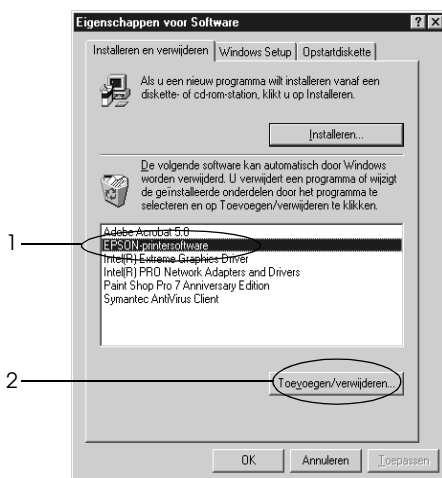 Eigenschappen voor Software
Installeren en verwijderen
Windows Setup
Opstartdiskette
Als u een nieuw programma wilt installeren vanaf een
diskette- of cd-rom-station, klikt u op Installeren.
Installeren...
De volgende software kan automatisch door Windows
worden verwijderd. U verwijdert een programma of wijzigt
de geïnstalleerde onderdelen door het programma te
selecteren en op Toevoegen/verwijderen te klikken.
Adobe Acrobat 5.0
1
EPSON-printersoftware
Intel(R) Extreme Graphics Driver
Intel(R) PRO Network Adapters and Drivers
Paint Shop Pro 7 Anniversary Edition
Symantec AntiVirus Client
2
Toevoegen/verwijderen...
OK
Annuleren
Toepassen